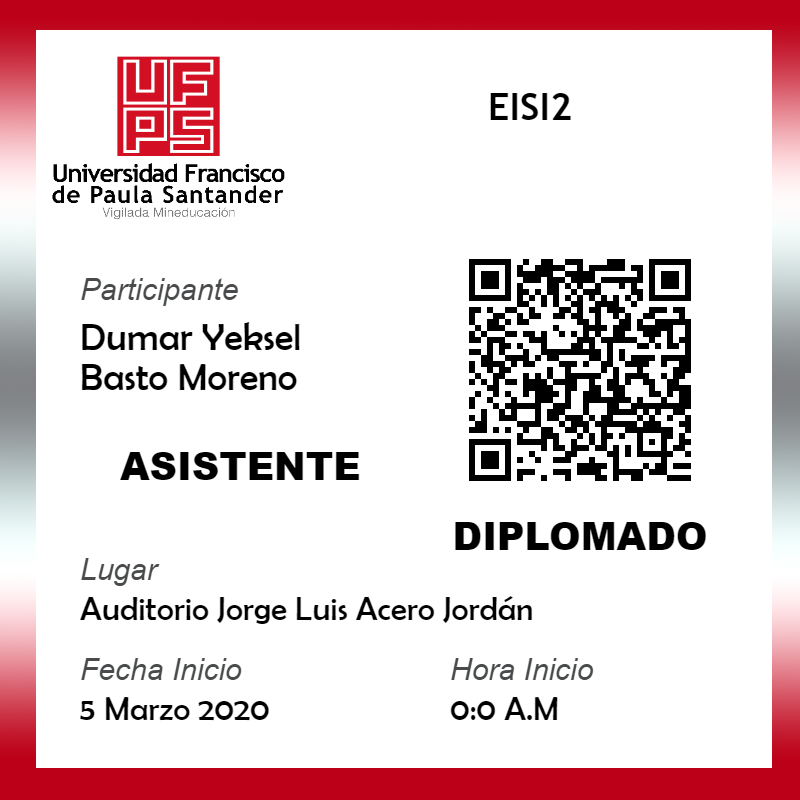 UFPS
Universidad Francisco
de Paula Santander
Vigilada Mineducación
EISI2
Participante
Dumar Yeksel
Basto Moreno
ASISTENTE
DIPLOMADO
Lugar
Auditorio Jorge Luis Acero Jordán
Fecha Inicio
5 Marzo 2020
Hora Inicio
0:0 A.M